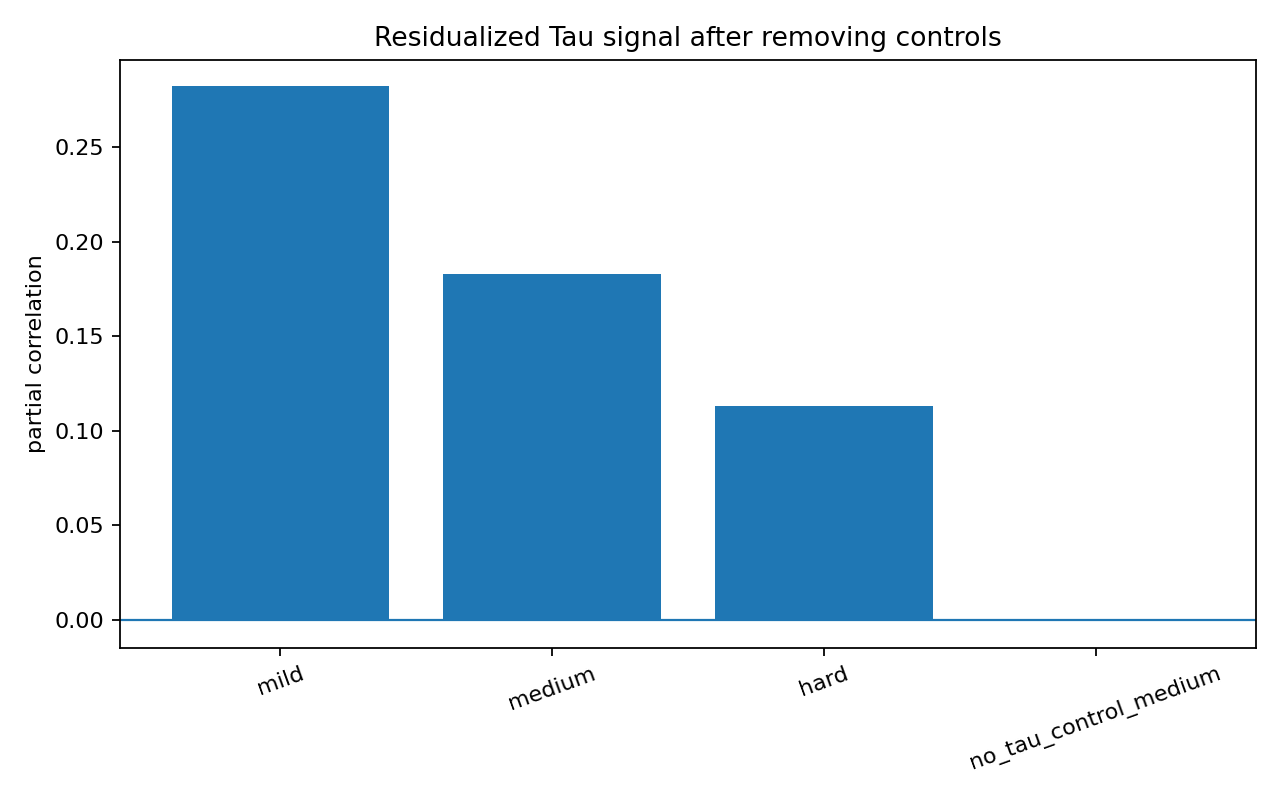 Residualized Tau signal after removing controls
partial correlation
0.25
0.20
0.15
0.10
0.05
0.00
mild
medium
hard
no_tau_control_medium